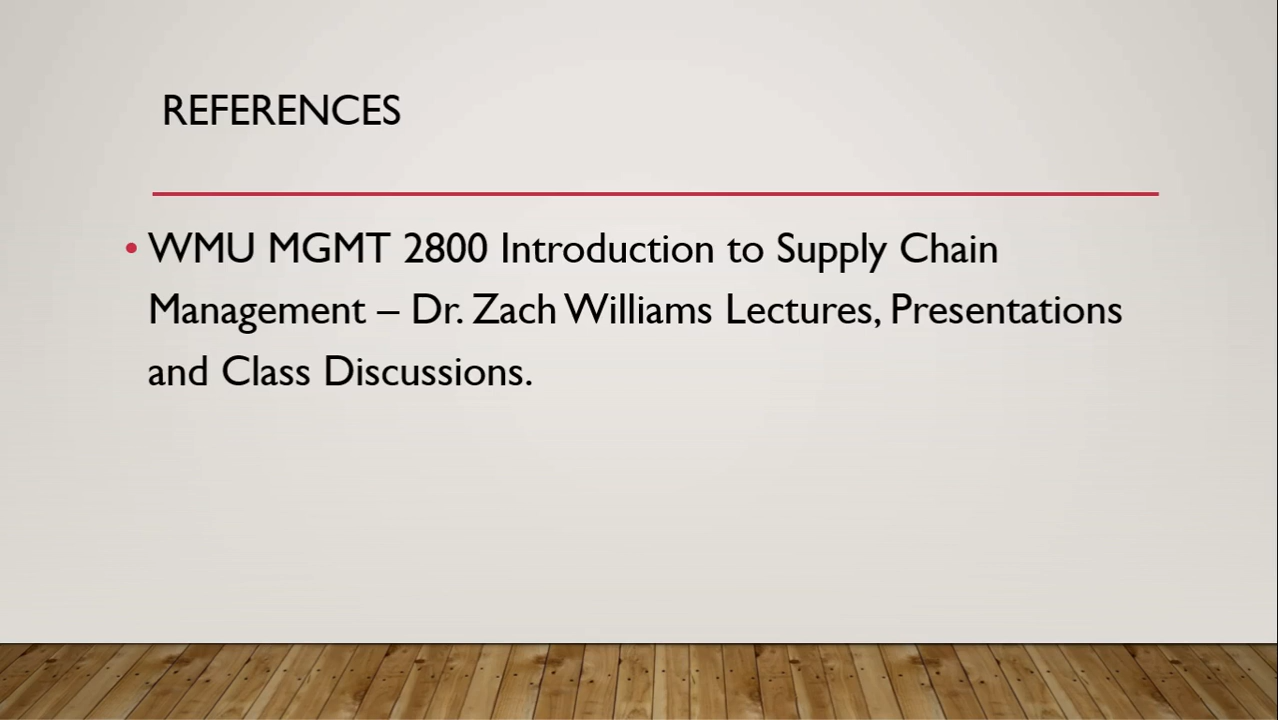 REFERENCES
• WMU MGMT 2800 Introduction to Supply Chain
Management – Dr. Zach Williams Lectures, Presentations
and Class Discussions.